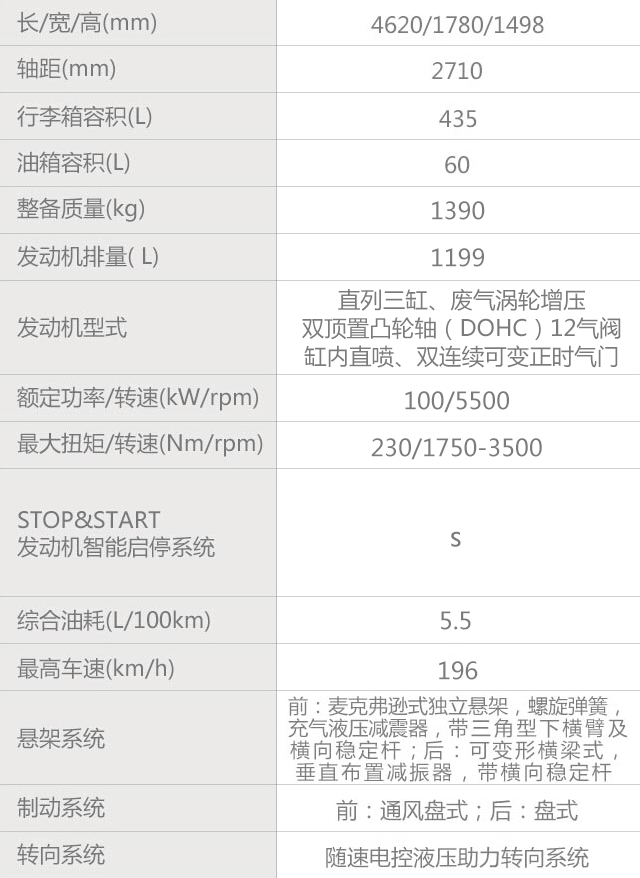 长/宽/高(mm) 4620/1780/1498
轴距(mm) 2710
行李箱容积(L) 435
油箱容积(L) 60
整备质量(kg) 1390
发动机排量( L) 1199
发动机型式
直列三缸、废气涡轮增压
双顶置凸轮轴（DOHC）12气阀
缸内直喷、双连续可变正时气门
额定功率/转速(kW/rpm) 100/5500
最大扭矩/转速(Nm/rpm) 230/1750-3500
STOP&START
发动机智能启停系统
S
综合油耗(L/100km) 5.5
最高车速(km/h) 196
悬架系统
前：麦克弗逊式独立悬架，螺旋弹簧，
充气液压减震器，带三角型下横臂及
横向稳定杆；后：可变形横梁式，
垂直布置减振器，带横向稳定杆
制动系统 前：通风盘式；后：盘式
转向系统 随速电控液压助力转向系统